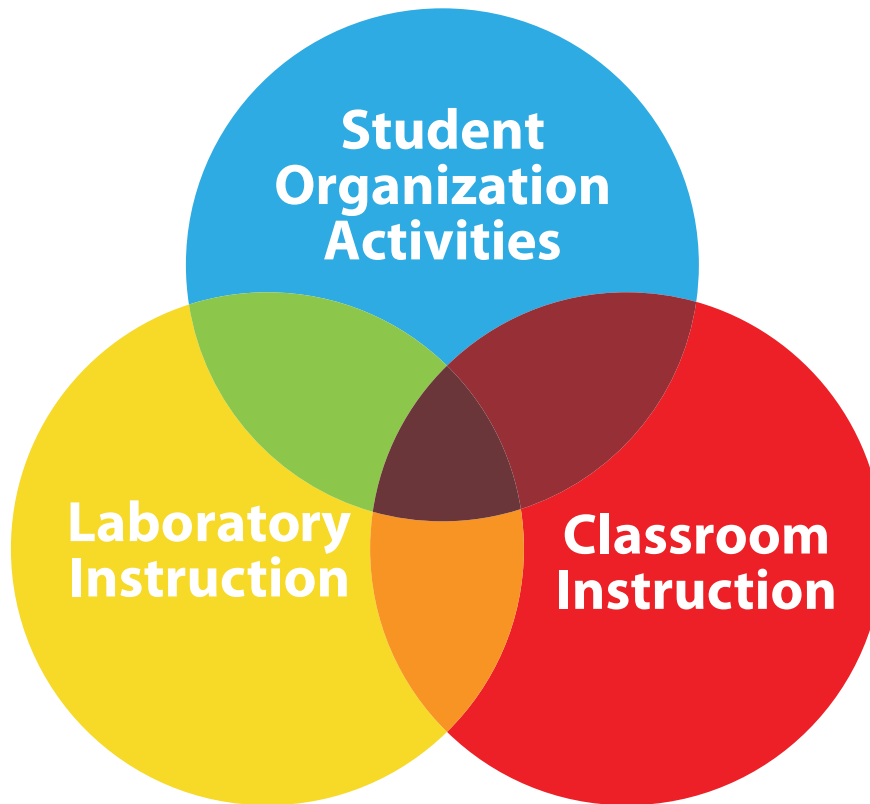 Student
Organization
Activities
Laboratory
Instruction
Classroom
Instruction